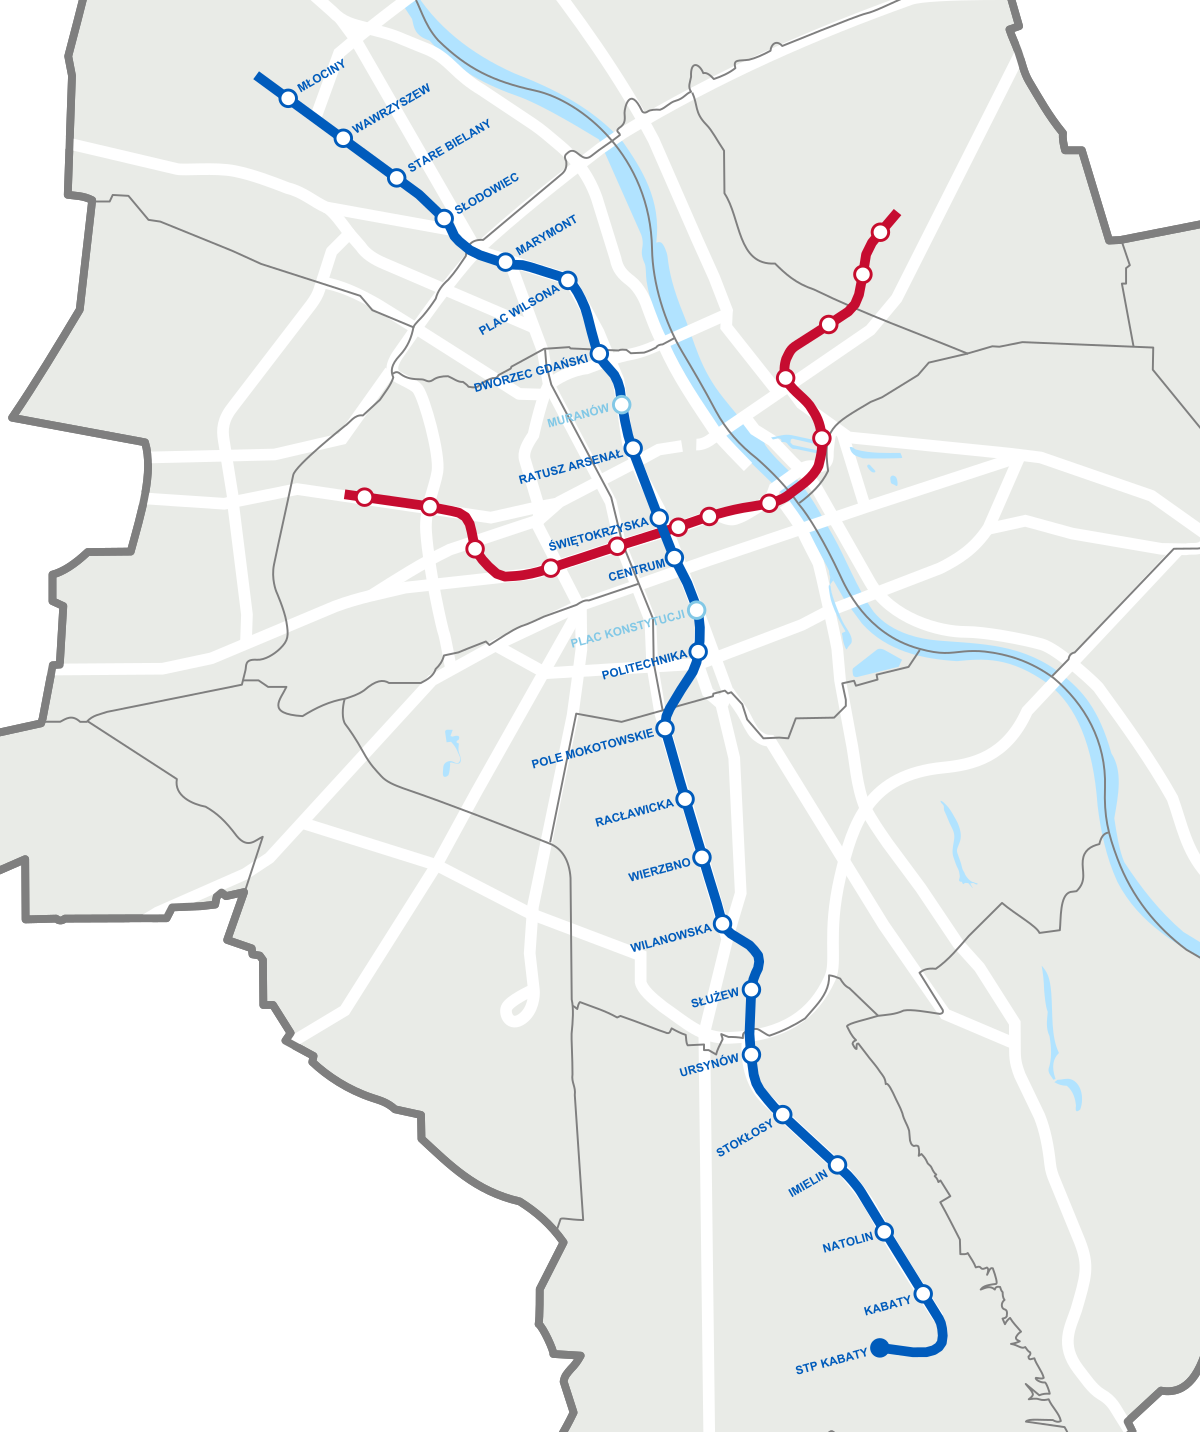 MŁOCINY
WAWRZYSZEW
STARE BIELANY
SŁODOWIEC
MARYMONT
PLAC WILSONA
DWORZEC GDAŃSKI
MURANÓW
RATUSZ ARSENAŁ
ŚWIĘTOKRZYSKA
CENTRUM
PLAC KONSTYTUCJI
POLITECHNIKA
POLE MOKOTOWSKIE
RACŁAWICKA
WIERZBNO
WILANOWSKA
SŁUŻEW
URSYNÓW
STOKŁOSY
IMIELIN
NATOLIN
KABATY
STP KABATY